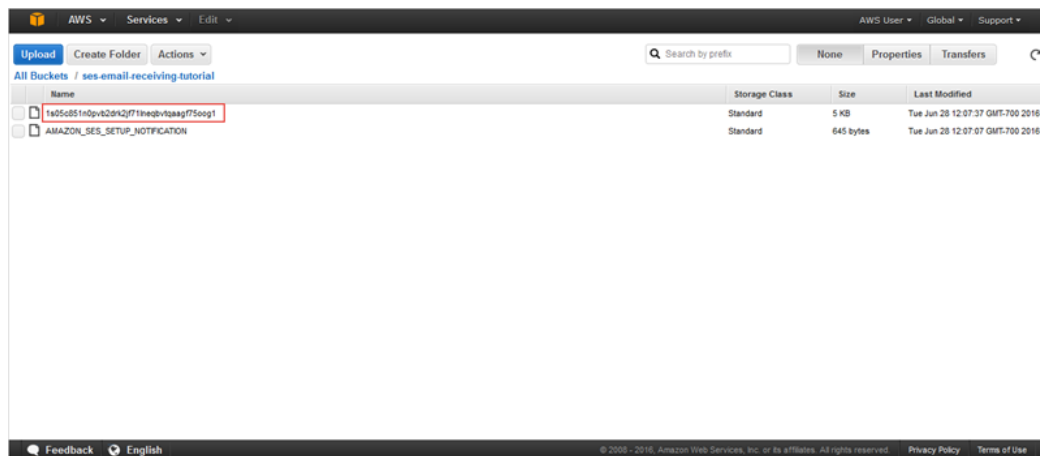 AWS Services Edit AWS User Global Support
Upload Create Folder Actions Search by prefix None Properties Transfers
All Buckets / ses-email-receiving-tutorial
Name Storage Class Size Last Modified
Standard 5 KB Tue Jun 28 12:07:37 GMT-700 2016
AMAZON_SES_SETUP_NOTIFICATION Standard 645 bytes Tue Jun 28 12:07:07 GMT-700 2016
Feedback English © 2008 - 2016, Amazon Web Services, Inc. or its affiliates. All rights reserved. Privacy Policy Terms of Use